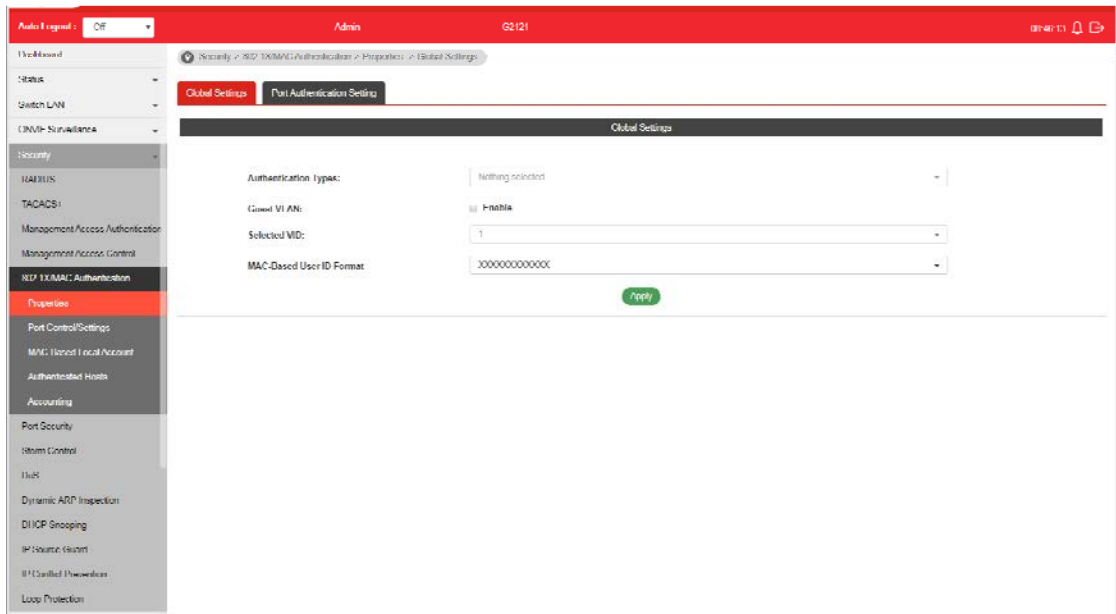 Auto Logout : Off
Admin
G2121
Dashboard
Security > 802.1X/MAC Authentication > Properties > Global Settings
Status
Global Settings
Port Authentication Setting
Switch LAN
ONVIF Surveillance
Global Settings
Security
RADIUS
Authentication Types:
Nothing selected
TACACS+
Guest VLAN:
Enable
Management Access Authentication
Selected VID:
1
Management Access Control
MAC-Based User ID Format
XXXXXXXXXXXX
802.1X/MAC Authentication
Properties
Apply
Port Control/Settings
MAC Based Local Account
Authenticated Hosts
Accounting
Port Security
Storm Control
DoS
Dynamic ARP Inspection
DHCP Snooping
IP Source Guard
IP Conflict Prevention
Loop Protection